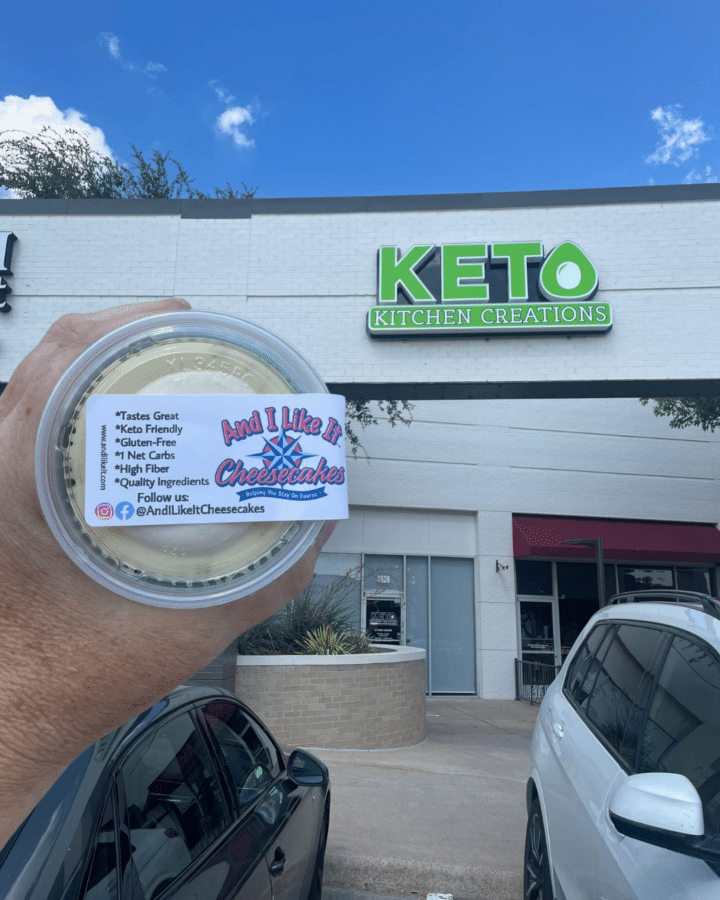 KETO
KITCHEN CREATIONS
www.andilikeit.com
*Tastes Great
*Keto Friendly
*Gluten-Free
*1 Net Carbs
*High Fiber
*Quality Ingredients
Follow us:
@AndILikeItCheesecakes
And I Like It
Cheesecakes
Helping You Stay On Course
KETO